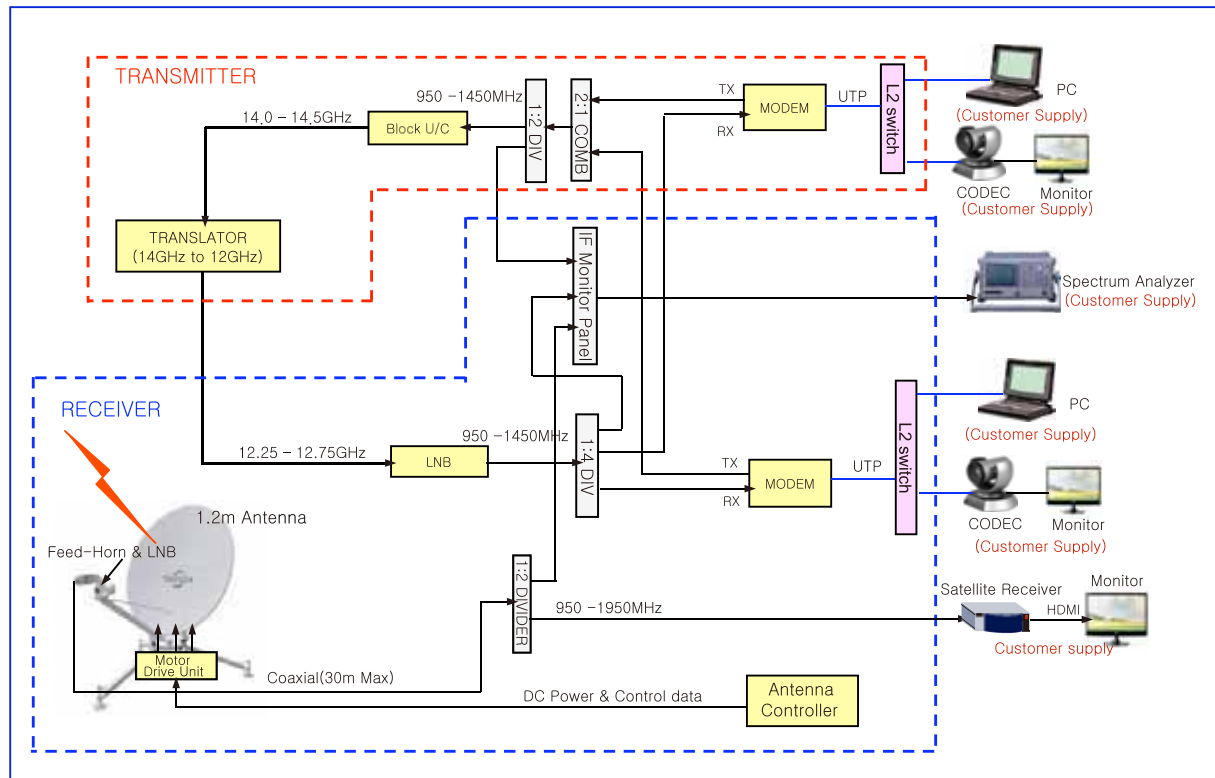 TRANSMITTER
950 -1450MHz
14.0 - 14.5GHz
Block U/C
1:2 DIV
2:1 COMB
TX
RX
MODEM
UTP
L2 switch
PC
(Customer Supply)
CODEC
Monitor
(Customer Supply)
TRANSLATOR
(14GHz to 12GHz)
IF Monitor Panel
Spectrum Analyzer
(Customer Supply)
RECEIVER
12.25 - 12.75GHz
LNB
950 -1450MHz
1:4 DIV
TX
RX
MODEM
UTP
L2 switch
PC
(Customer Supply)
CODEC
Monitor
(Customer Supply)
1.2m Antenna
Feed-Horn & LNB
Motor
Drive Unit
Coaxial(30m Max)
1:2 DIVIDER
950 -1950MHz
Satellite Receiver
HDMI
Monitor
Customer supply
DC Power & Control data
Antenna
Controller